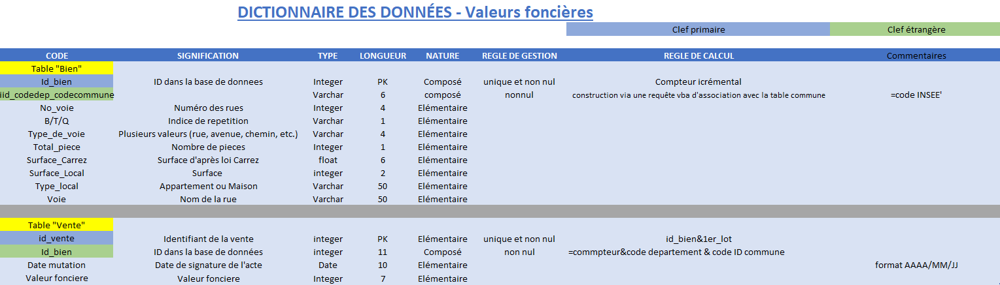 DICTIONNAIRE DES DONNÉES - Valeurs foncières
Clef primaire Clef étrangère
CODE SIGNIFICATION TYPE LONGUEUR NATURE REGLE DE GESTION REGLE DE CALCUL Commentaires
Table "Bien"
Id_bien ID dans la base de donnees Integer PK Composé unique et non nul Compteur icrémental
iid_codedep_codecommune Varchar 6 composé nonnul construction via une requête vba d'association avec la table commune =code INSEE'
No_voie Numéro des rues Integer 4 Elémentaire
B/T/Q Indice de repetition Varchar 1 Elémentaire
Type_de_voie Plusieurs valeurs (rue, avenue, chemin, etc.) Varchar 4 Elémentaire
Total_piece Nombre de pieces Integer 1 Elémentaire
Surface_Carrez Surface d'après loi Carrez float 6 Elémentaire
Surface_Local Surface integer 2 Elémentaire
Type_local Appartement ou Maison Varchar 50 Elémentaire
Voie Nom de la rue Varchar 50 Elémentaire
Table "Vente"
id_vente Identifiant de la vente integer PK Elémentaire unique et non nul id_bien&1er_lot
Id_bien ID dans la base de données integer 11 Composé non nul =commpteur&code departement & code ID commune
Date mutation Date de signature de l'acte Date 10 Elémentaire format AAAA/MM/JJ
Valeur fonciere Valeur fonciere Integer 7 Elémentaire